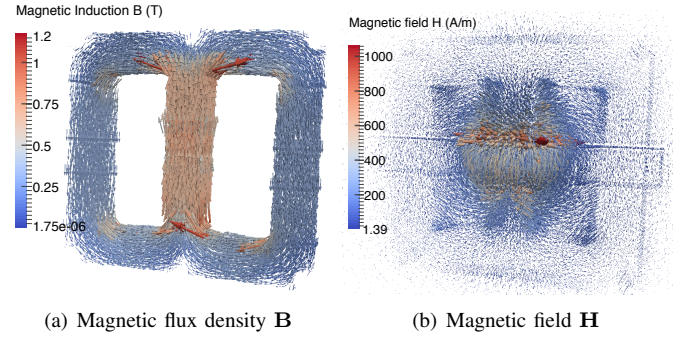 Magnetic Induction B (T)
1.2
1
0.75
0.5
0.25
1.75e-06
Magnetic field H (A/m)
1000
800
600
400
200
1.39
(a) Magnetic flux density B
(b) Magnetic field H